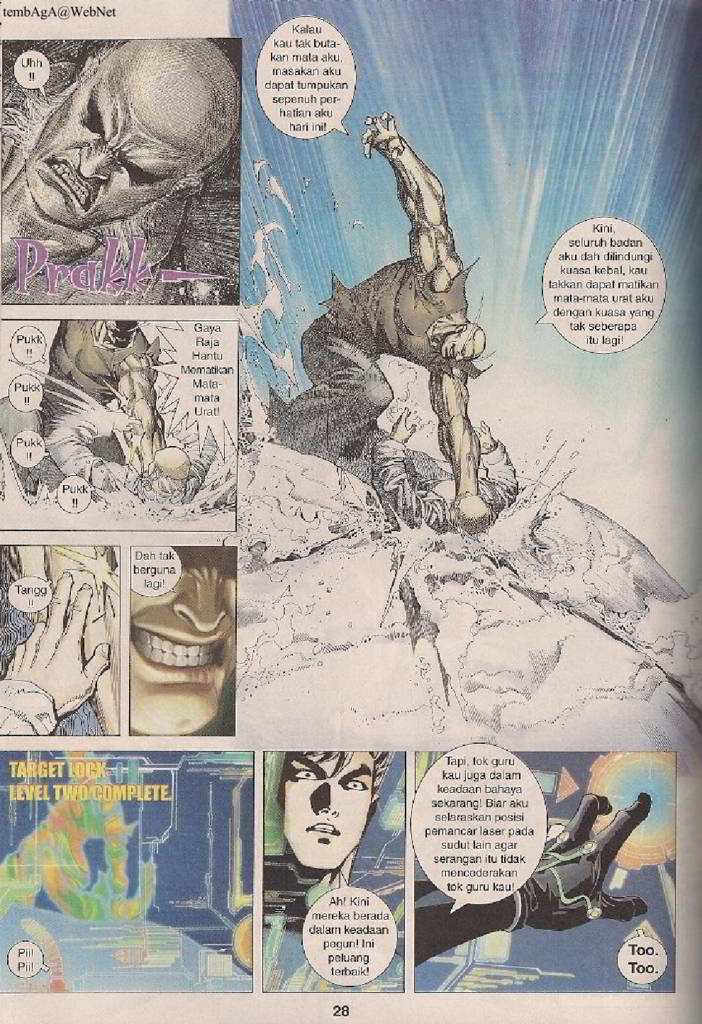 tembAgA@WebNet
Uhh
!!
Prakk
Kalau
kau tak buta-
kan mata aku,
masakan aku
dapat tumpukan
sepenuh per-
hatian aku
hari ini!
Kini,
seluruh badan
aku dah dilindungi
kuasa kebal, kau
takkan dapat matikan
mata-mata urat aku
dengan kuasa yang
tak seberapa
itu lagi!
Pukk
!!
Pukk
!!
Pukk
!!
Pukk
!!
Gaya
Raja
Hantu
Mematikan
Mata-
mata
Urat!
Tangg
!!
Dah tak
berguna
lagi!
TARGET LOCK
LEVEL TWO COMPLETE.
Pii!
Pii!
Ah! Kini
mereka berada
dalam keadaan
pegun! Ini
peluang
terbaik!
Tapi, tok guru
kau juga dalam
keadaan bahaya
sekarang! Biar aku
selaraskan posisi
pemancar laser pada
sudut lain agar
serangan itu tidak
mencederakan
tok guru kau!
Too.
Too.
28